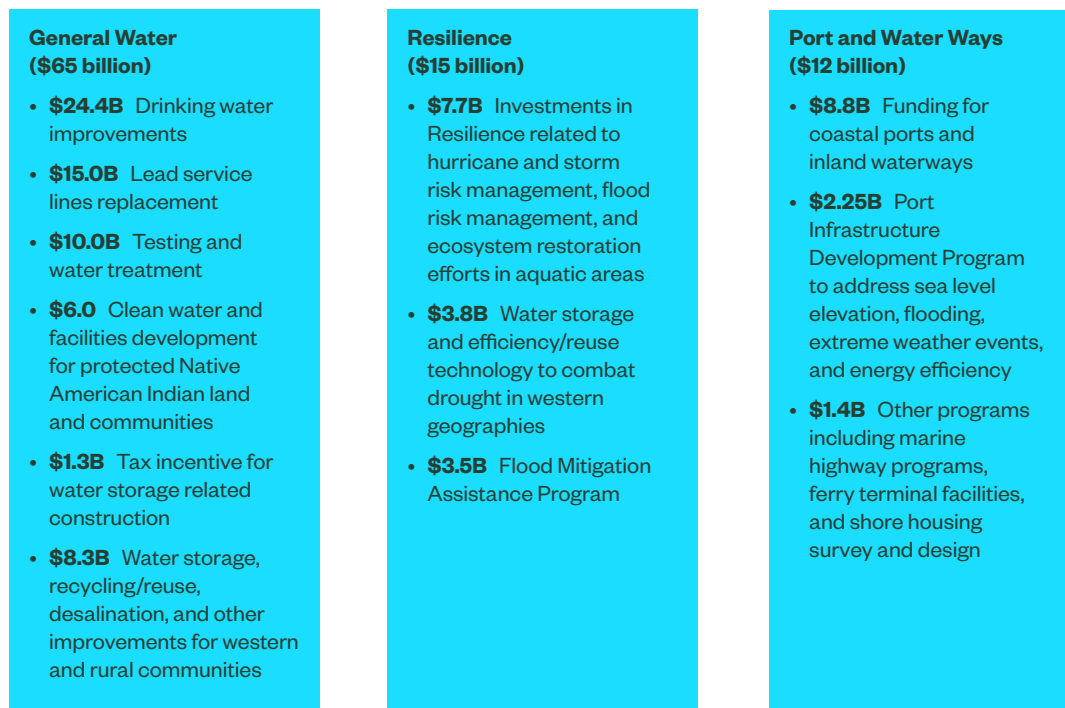 General Water
($65 billion)
• $24.4B Drinking water
improvements
• $15.0B Lead service
lines replacement
• $10.0B Testing and
water treatment
• $6.0 Clean water and
facilities development
for protected Native
American Indian land
and communities
• $1.3B Tax incentive for
water storage related
construction
• $8.3B Water storage,
recycling/reuse,
desalination, and other
improvements for western
and rural communities
Resilience
($15 billion)
• $7.7B Investments in
Resilience related to
hurricane and storm
risk management, flood
risk management, and
ecosystem restoration
efforts in aquatic areas
• $3.8B Water storage
and efficiency/reuse
technology to combat
drought in western
geographies
• $3.5B Flood Mitigation
Assistance Program
Port and Water Ways
($12 billion)
• $8.8B Funding for
coastal ports and
inland waterways
• $2.25B Port
Infrastructure
Development Program
to address sea level
elevation, flooding,
extreme weather events,
and energy efficiency
• $1.4B Other programs
including marine
highway programs,
ferry terminal facilities,
and shore housing
survey and design